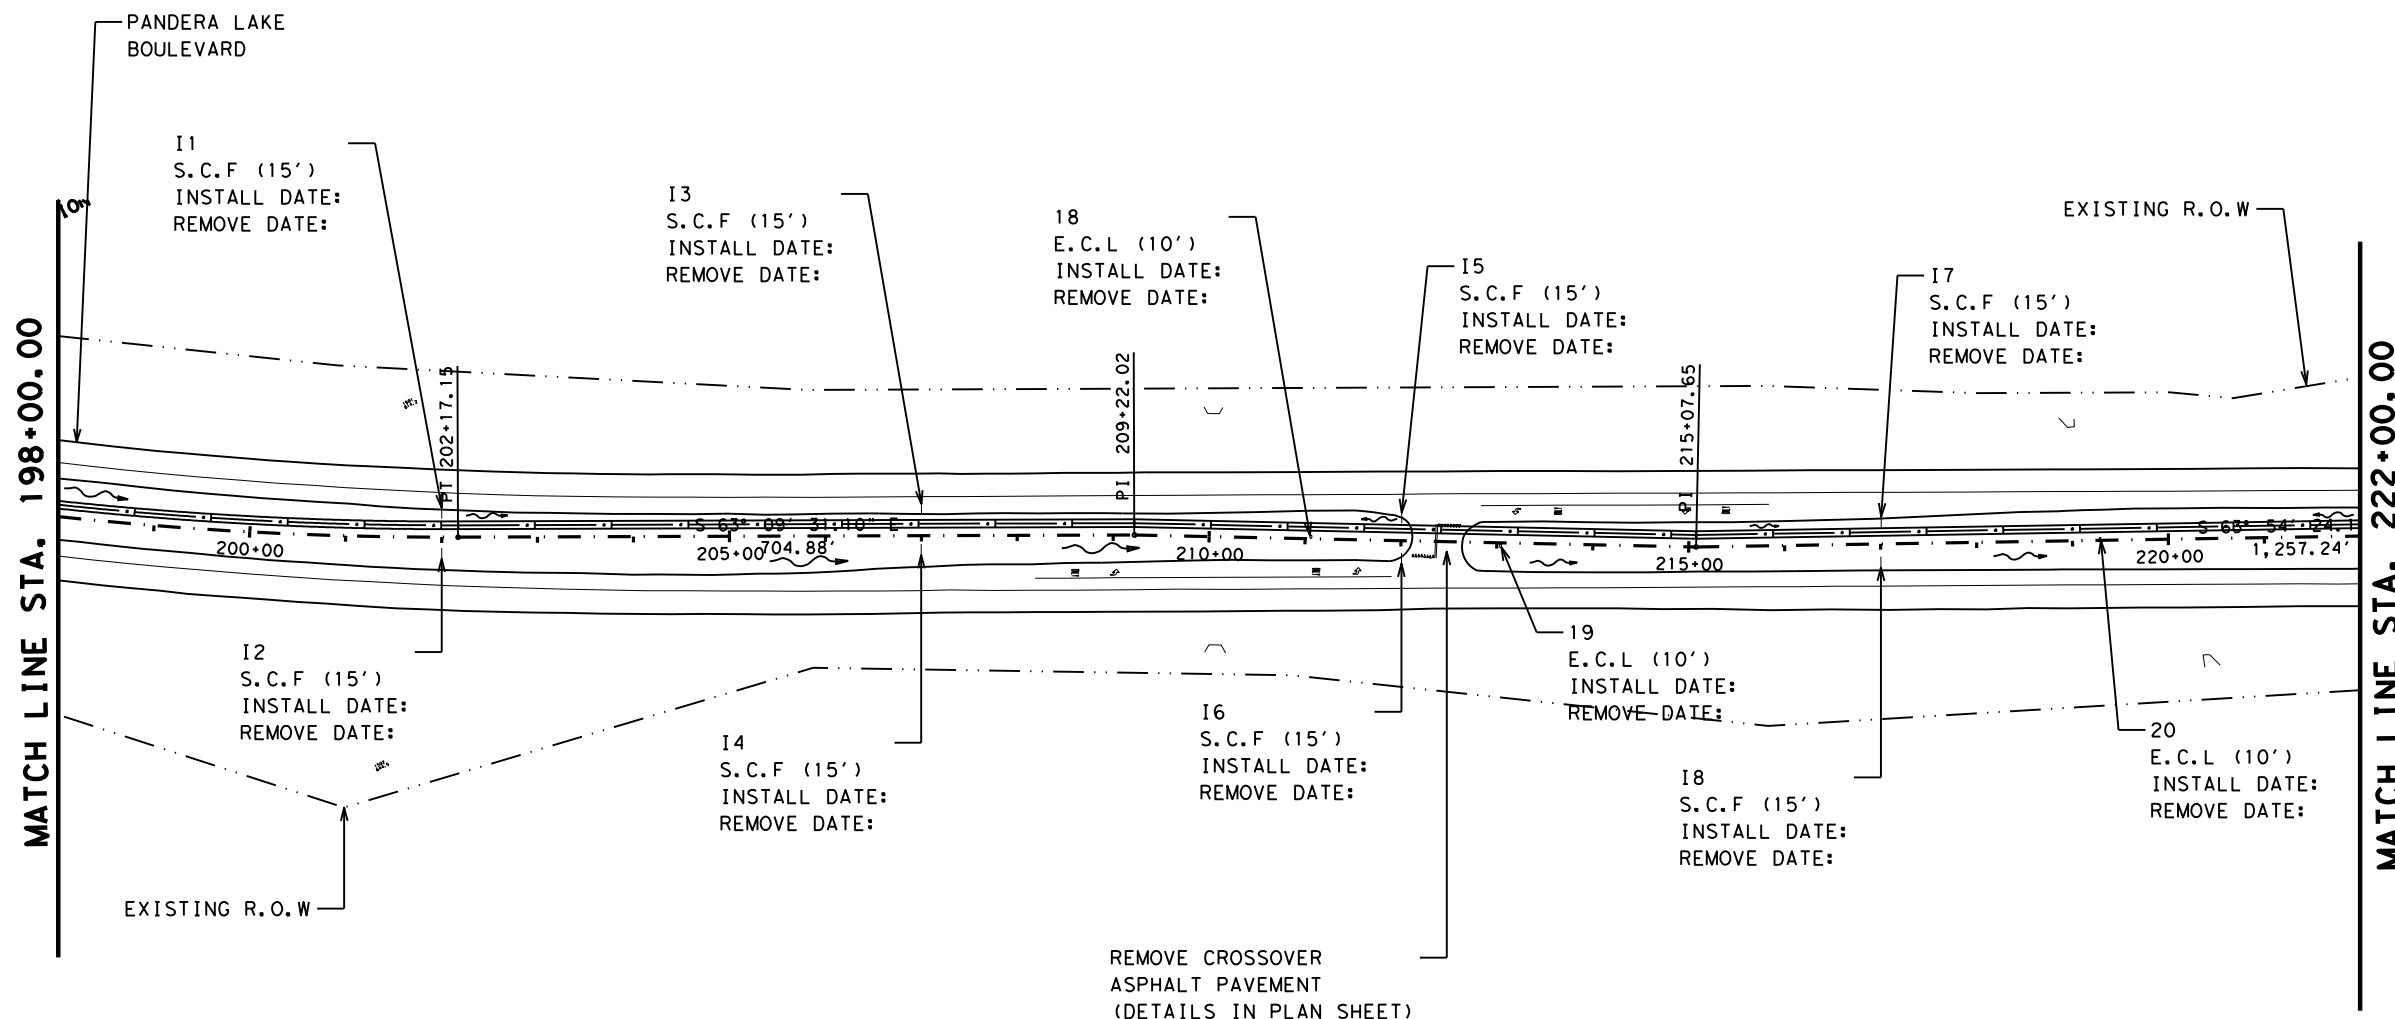 PANDERA LAKE
BOULEVARD
I1
S.C.F (15')
INSTALL DATE:
REMOVE DATE:
I3
S.C.F (15')
INSTALL DATE:
REMOVE DATE:
18
E.C.L (10')
INSTALL DATE:
REMOVE DATE:
I5
S.C.F (15')
INSTALL DATE:
REMOVE DATE:
I7
S.C.F (15')
INSTALL DATE:
REMOVE DATE:
EXISTING R.O.W
MATCH LINE STA. 198+00.00
PT 202+17.15
PI 209+22.02
PI 215+07.65
MATCH LINE STA. 222+00.00
S 63° 09' 31.10" E
704.88'
1,257.24'
200+00
205+00
210+00
215+00
220+00
I2
S.C.F (15')
INSTALL DATE:
REMOVE DATE:
I4
S.C.F (15')
INSTALL DATE:
REMOVE DATE:
I6
S.C.F (15')
INSTALL DATE:
REMOVE DATE:
19
E.C.L (10')
INSTALL DATE:
REMOVE DATE:
I8
S.C.F (15')
INSTALL DATE:
REMOVE DATE:
20
E.C.L (10')
INSTALL DATE:
REMOVE DATE:
EXISTING R.O.W
REMOVE CROSSOVER
ASPHALT PAVEMENT
(DETAILS IN PLAN SHEET)